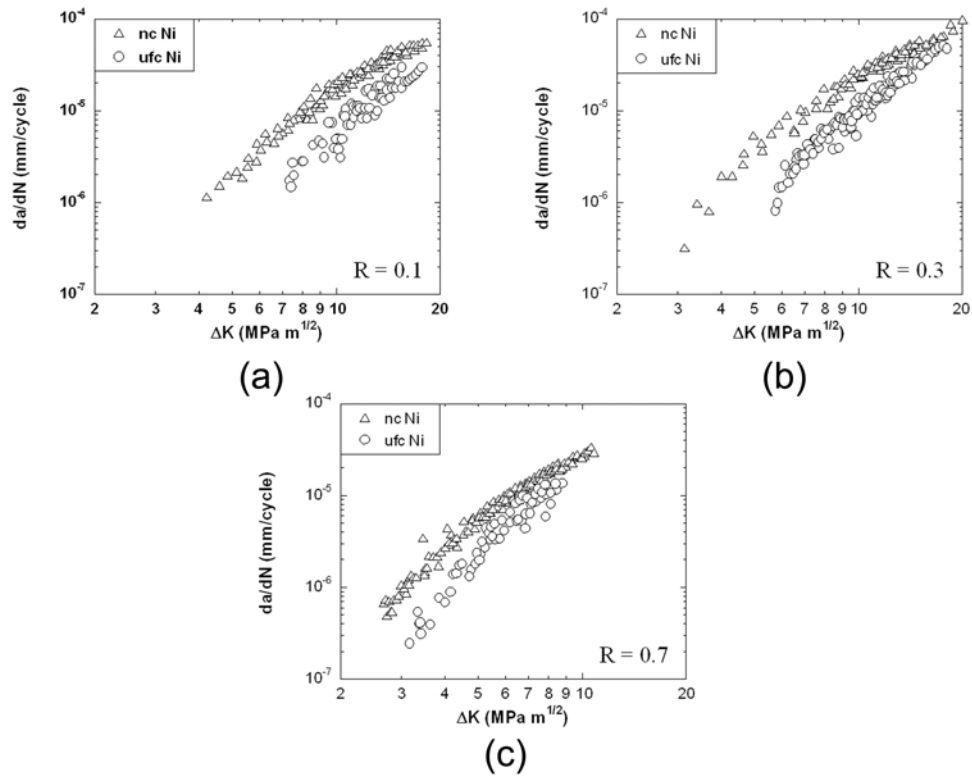 nc Ni
ufc Ni
10⁻⁴
10⁻⁵
10⁻⁶
10⁻⁷
da/dN (mm/cycle)
R = 0.1
2 3 4 5 6 7 8 9 10 20
ΔK (MPa m^1/2)
(a)
nc Ni
ufc Ni
10⁻⁴
10⁻⁵
10⁻⁶
10⁻⁷
da/dN (mm/cycle)
R = 0.3
2 3 4 5 6 7 8 9 10 20
ΔK (MPa m^1/2)
(b)
nc Ni
ufc Ni
10⁻⁴
10⁻⁵
10⁻⁶
10⁻⁷
da/dN (mm/cycle)
R = 0.7
2 3 4 5 6 7 8 9 10 20
ΔK (MPa m^1/2)
(c)